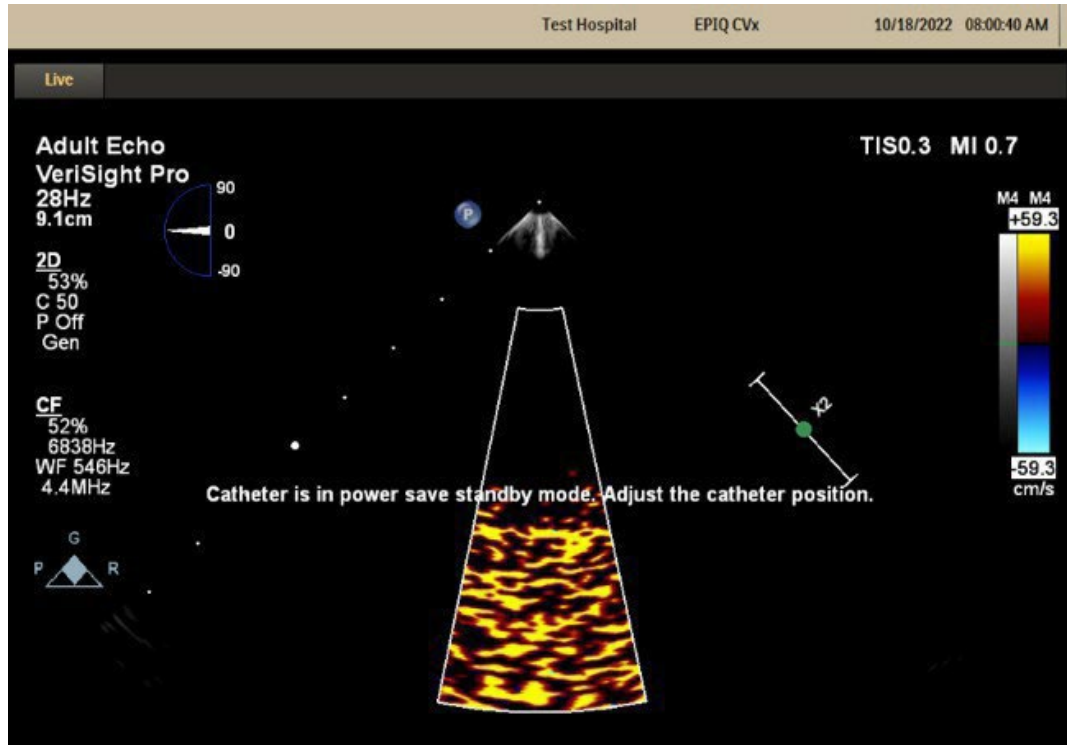 Test Hospital EPIQ CVx 10/18/2022 08:00:40 AM
Live
Adult Echo
VeriSight Pro
28Hz
9.1cm
TIS0.3 MI 0.7
90
0
-90
P
M4 M4
+59.3
2D
53%
C 50
P Off
Gen
X2
CF
52%
6838Hz
WF 546Hz
4.4MHz
-59.3
cm/s
Catheter is in power save standby mode. Adjust the catheter position.
G
P R